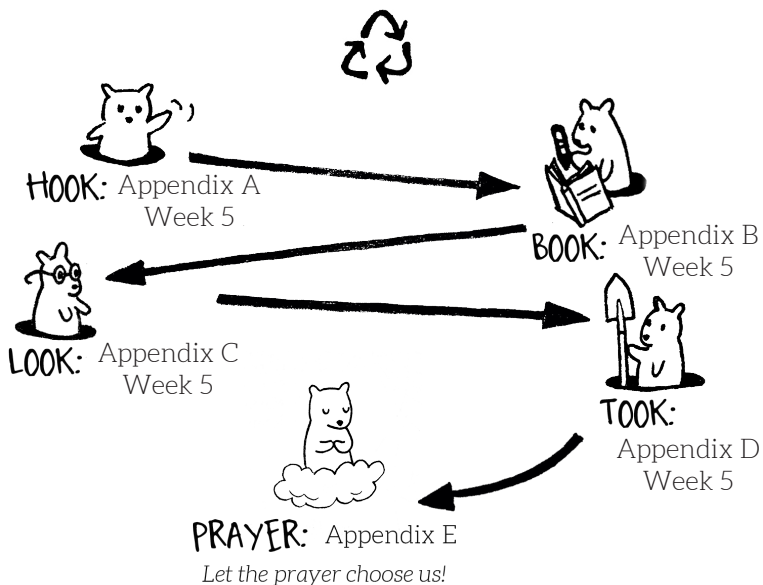 HOOK: Appendix A
Week 5
BOOK: Appendix B
Week 5
LOOK: Appendix C
Week 5
TOOK:
Appendix D
Week 5
PRAYER: Appendix E
Let the prayer choose us!